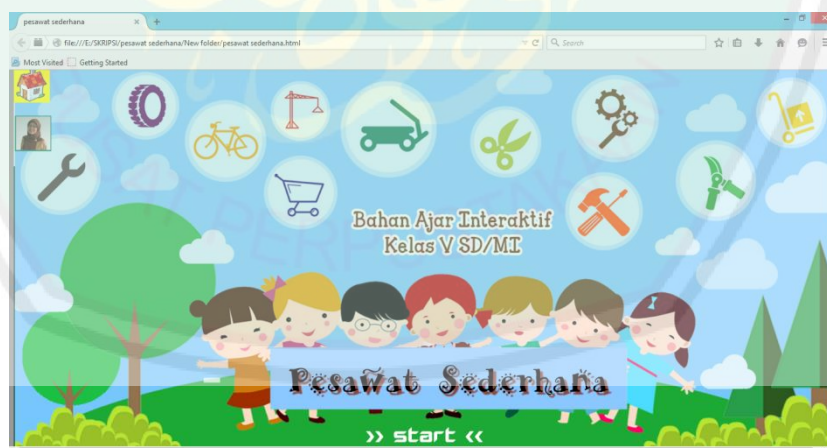 pesawat sederhana
file:///E:/SKRIPSI/pesawat sederhana/New folder/pesawat sederhana.html
Search
Most Visited
Getting Started
Bahan Ajar Interaktif
Kelas V SD/MI
Pesawat Sederhana
>> start <<